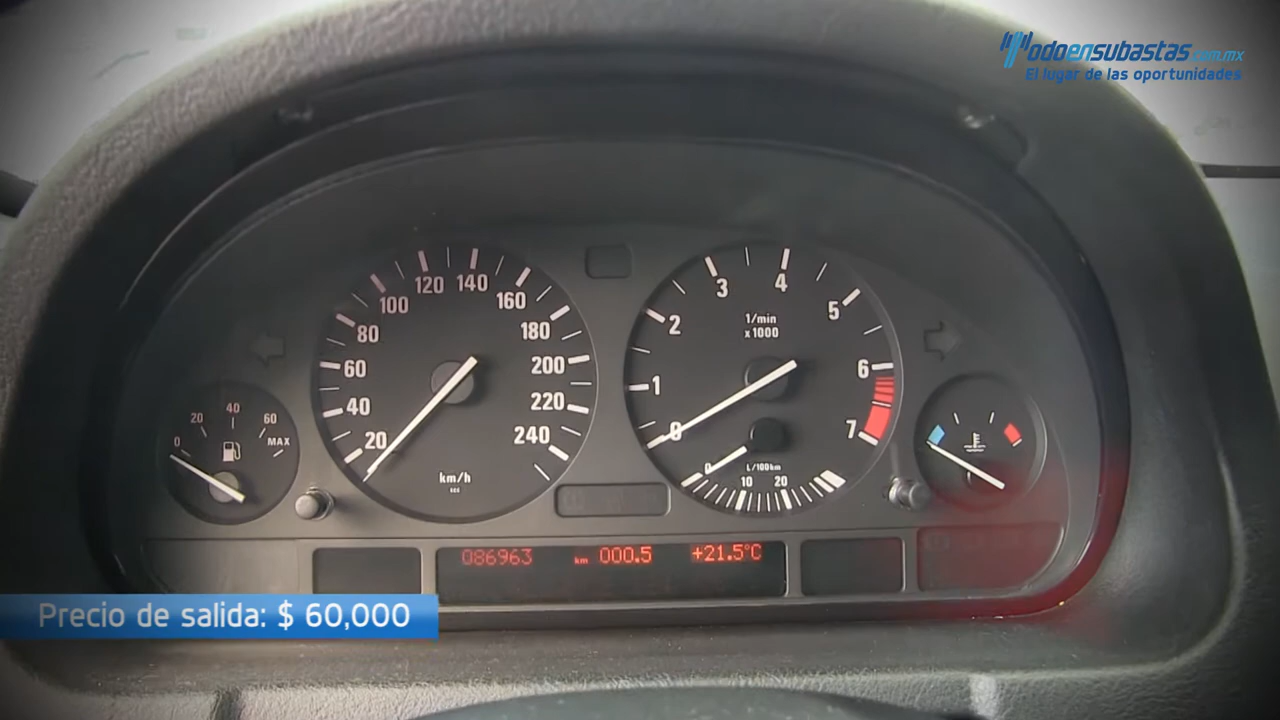 Todoensubastas.com.mx
El lugar de las oportunidades
120 140
100 160
80 180
60 200
40 220
20 240
km/h
3 4
2 5
1/min
x1000
1 6
0 7
0
L/100km
10 20
20 40 60
0 MAX
086963 km 000.5 +21.5°C
Precio de salida: $ 60,000